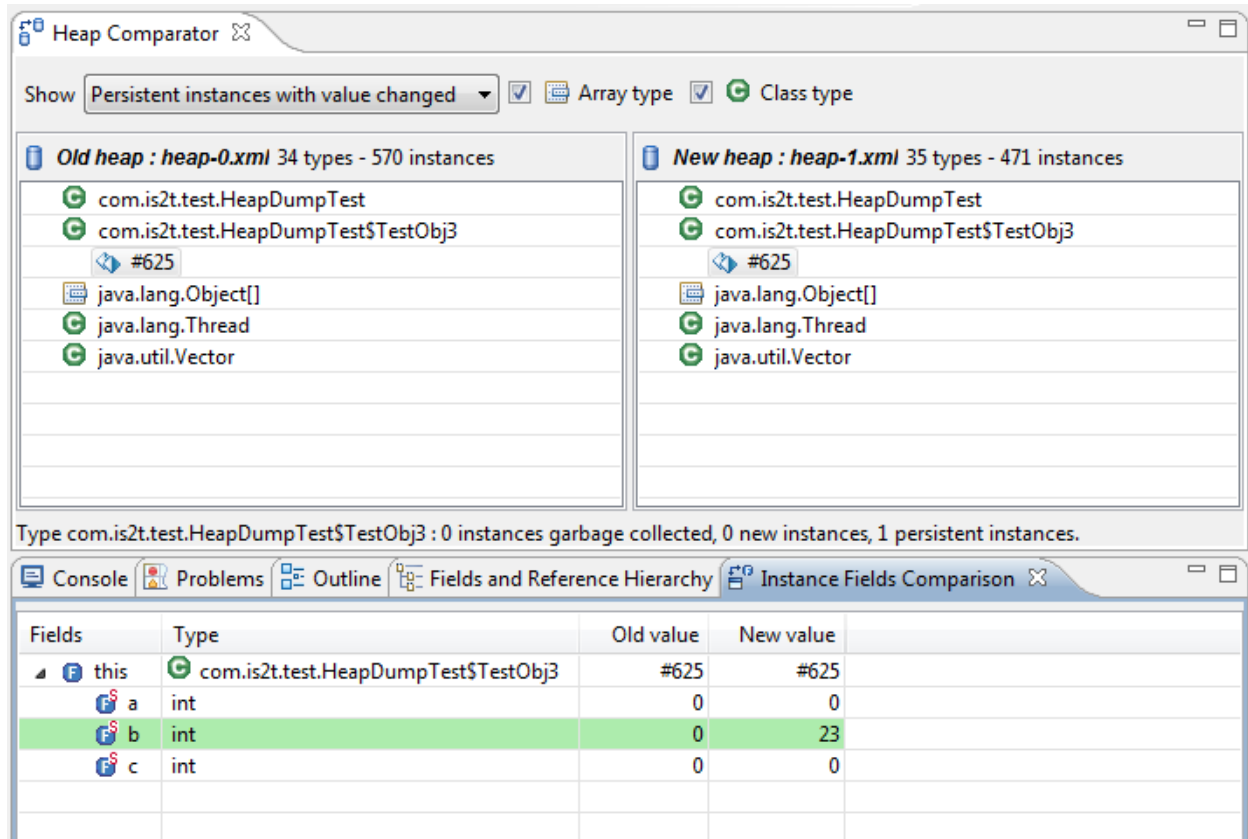 Heap Comparator
Show Persistent instances with value changed Array type Class type
Old heap : heap-0.xml 34 types - 570 instances
com.is2t.test.HeapDumpTest
com.is2t.test.HeapDumpTest$TestObj3
#625
java.lang.Object[]
java.lang.Thread
java.util.Vector
New heap : heap-1.xml 35 types - 471 instances
com.is2t.test.HeapDumpTest
com.is2t.test.HeapDumpTest$TestObj3
#625
java.lang.Object[]
java.lang.Thread
java.util.Vector
Type com.is2t.test.HeapDumpTest$TestObj3 : 0 instances garbage collected, 0 new instances, 1 persistent instances.
Console Problems Outline Fields and Reference Hierarchy Instance Fields Comparison
Fields Type Old value New value
this com.is2t.test.HeapDumpTest$TestObj3 #625 #625
a int 0 0
b int 0 23
c int 0 0